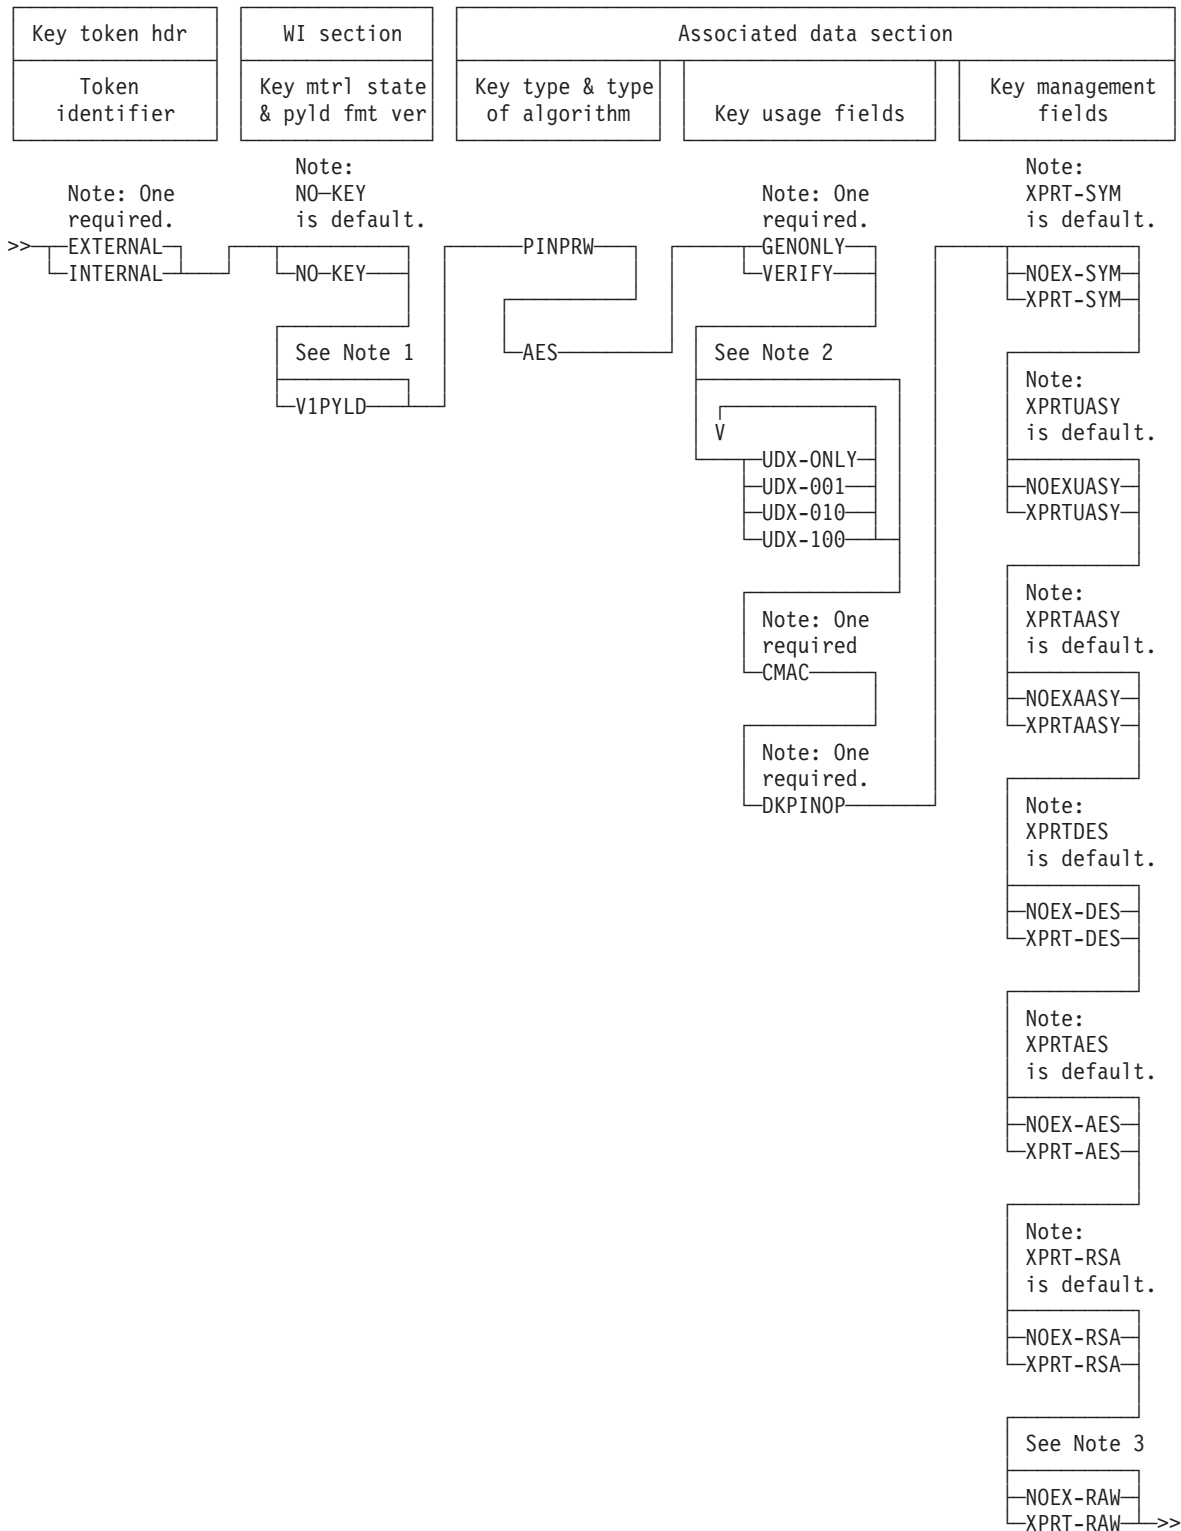 Key token hdr
WI section
Associated data section
Token
identifier
Key mtrl state
& pyld fmt ver
Key type & type
of algorithm
Key usage fields
Key management
fields
Note: One
required.
>>
EXTERNAL
INTERNAL
Note:
NO-KEY
is default.
NO-KEY
See Note 1
V1PYLD
PINPRW
AES
Note: One
required.
GENONLY
VERIFY
See Note 2
V
UDX-ONLY
UDX-001
UDX-010
UDX-100
Note: One
required
CMAC
Note: One
required.
DKPINOP
Note:
XPRT-SYM
is default.
NOEX-SYM
XPRT-SYM
Note:
XPRTUASY
is default.
NOEXUASY
XPRTUASY
Note:
XPRTAASY
is default.
NOEXAASY
XPRTAASY
Note:
XPRTDES
is default.
NOEX-DES
XPRT-DES
Note:
XPRTAES
is default.
NOEX-AES
XPRT-AES
Note:
XPRT-RSA
is default.
NOEX-RSA
XPRT-RSA
See Note 3
NOEX-RAW
XPRT-RAW >>